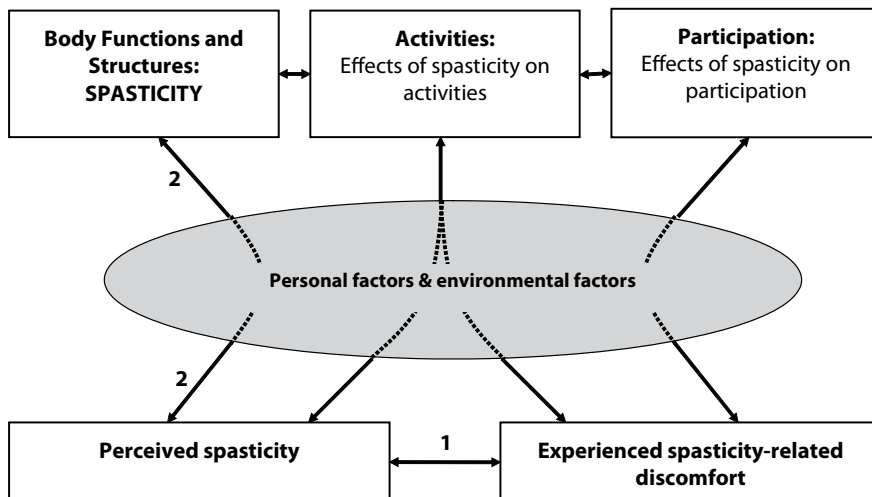 Body Functions and
Structures:
SPASTICITY
Activities:
Effects of spasticity on
activities
Participation:
Effects of spasticity on
participation
2
Personal factors & environmental factors
2
Perceived spasticity
1
Experienced spasticity-related
discomfort